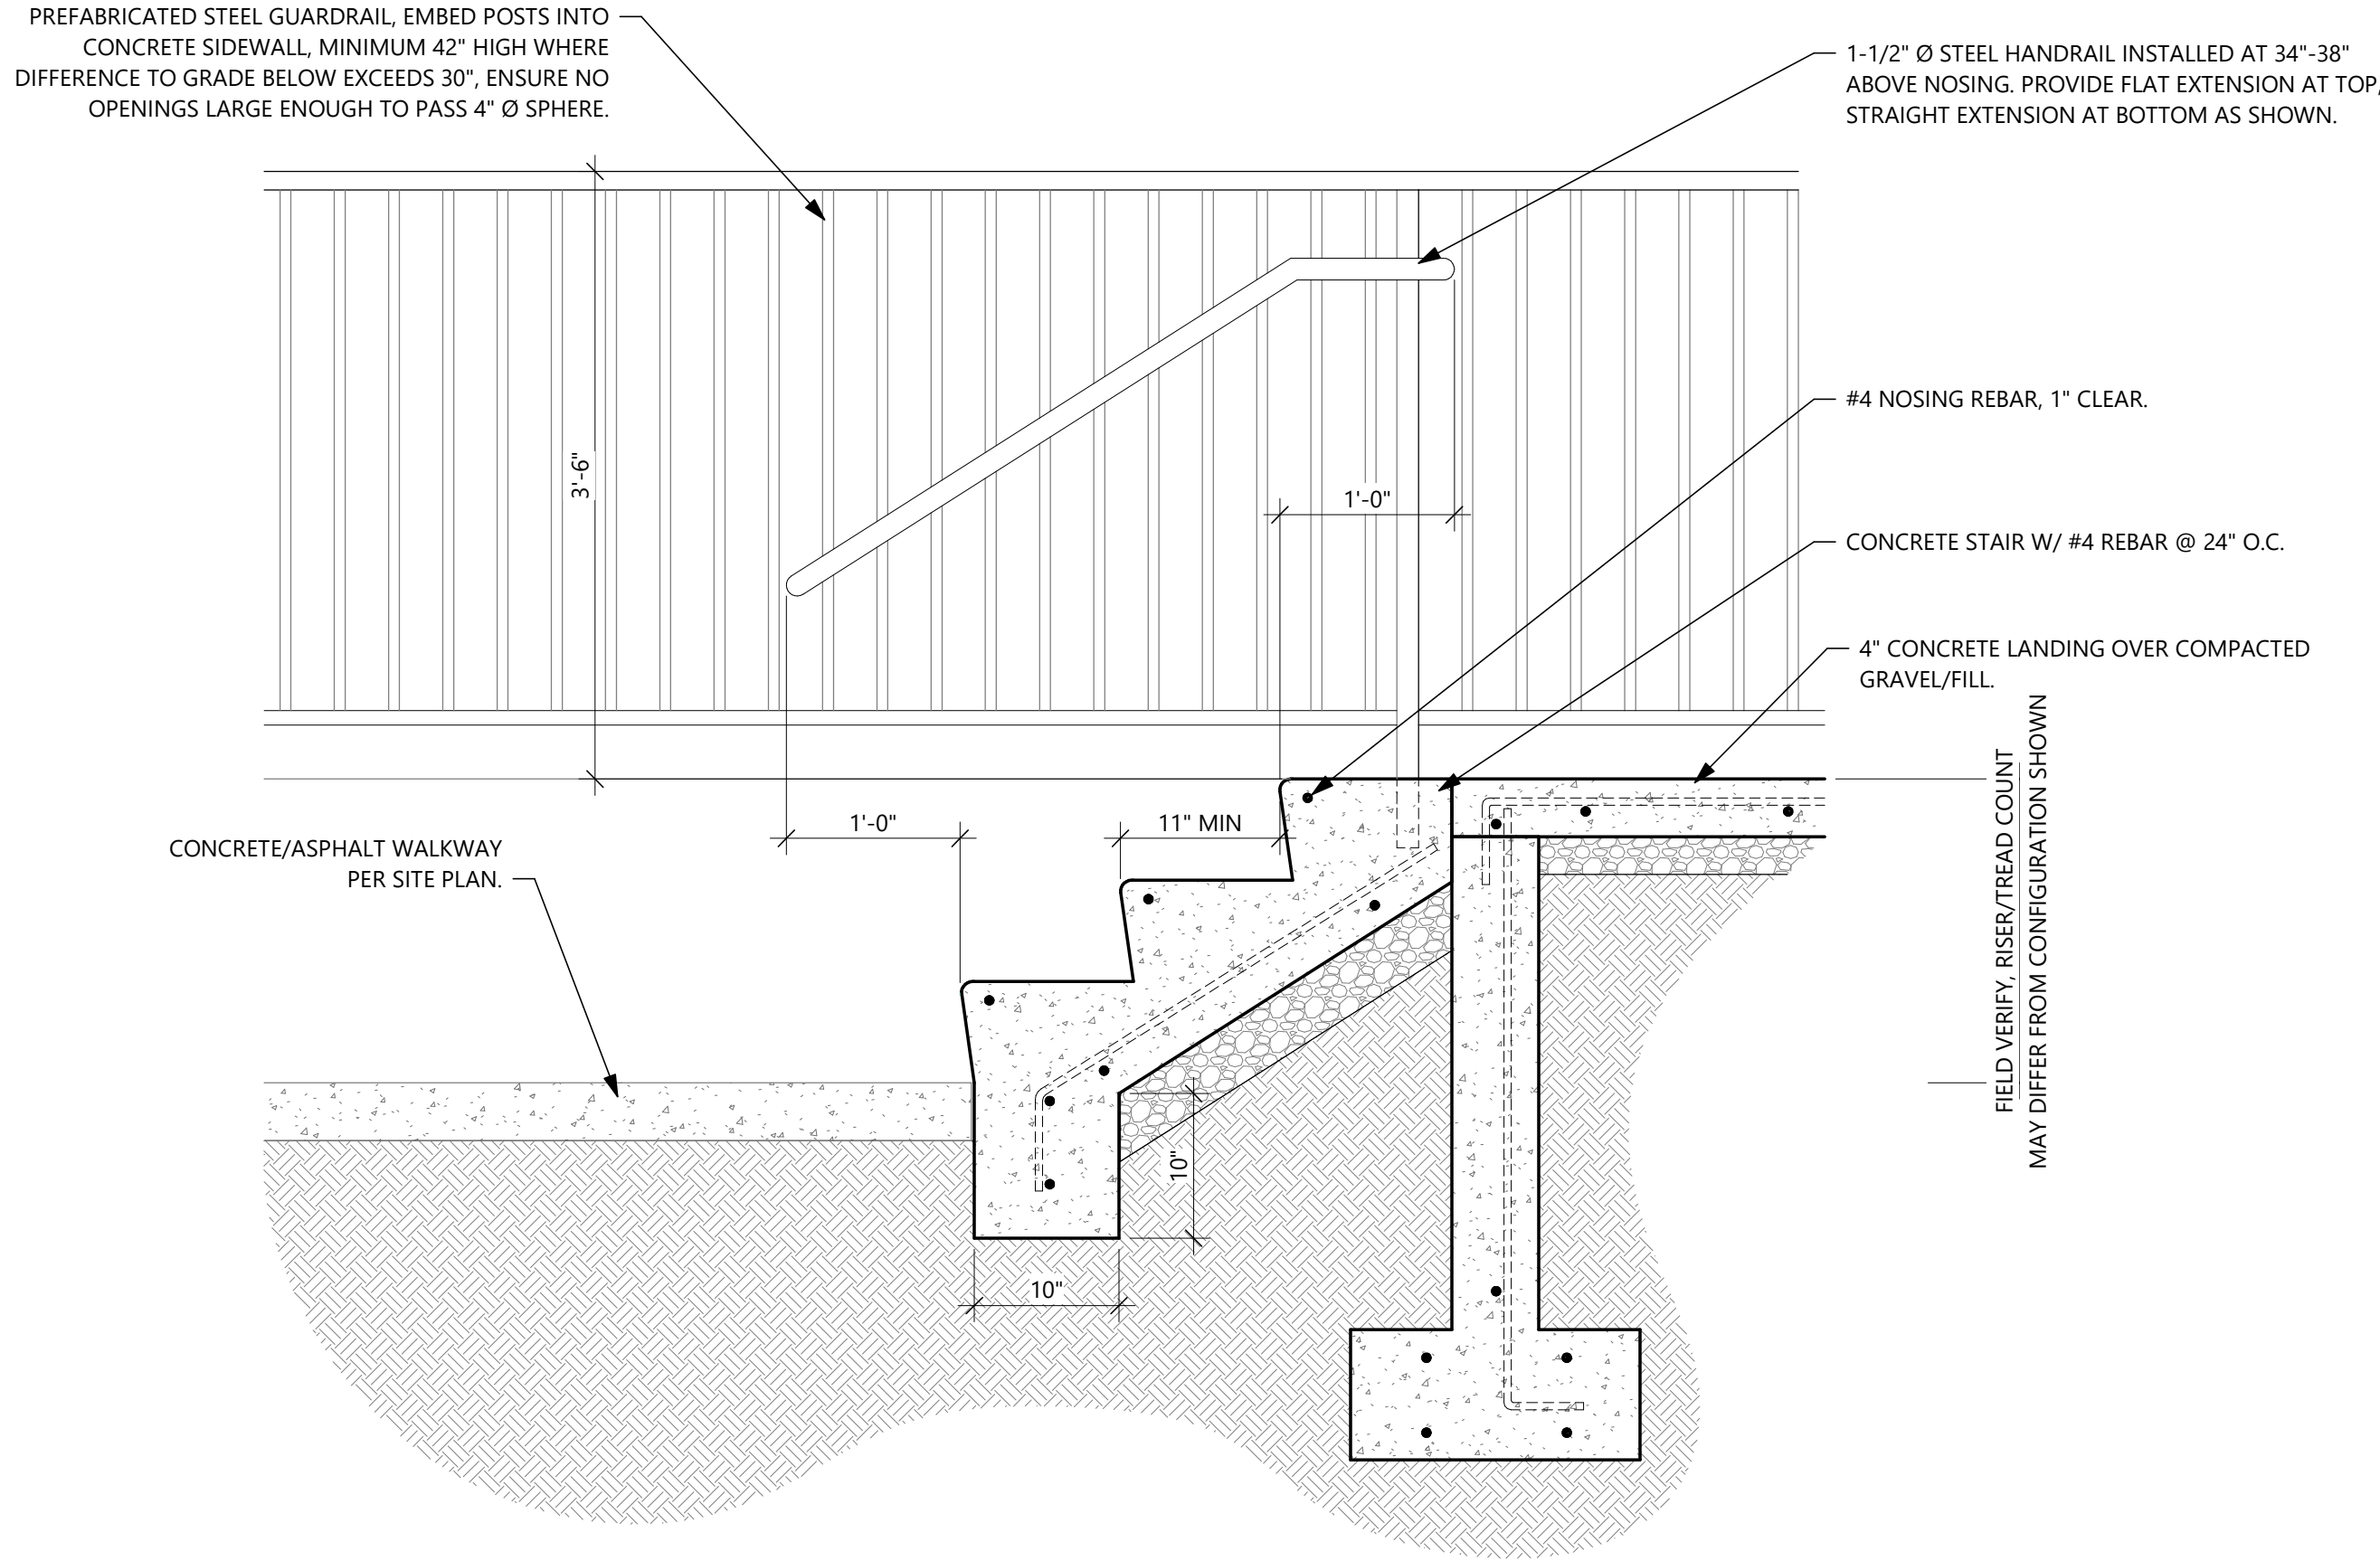 PREFABRICATED STEEL GUARDRAIL, EMBED POSTS INTO
CONCRETE SIDEWALL, MINIMUM 42" HIGH WHERE
DIFFERENCE TO GRADE BELOW EXCEEDS 30", ENSURE NO
OPENINGS LARGE ENOUGH TO PASS 4" Ø SPHERE.
1-1/2" Ø STEEL HANDRAIL INSTALLED AT 34"-38"
ABOVE NOSING. PROVIDE FLAT EXTENSION AT TOP,
STRAIGHT EXTENSION AT BOTTOM AS SHOWN.
#4 NOSING REBAR, 1" CLEAR.
3'-6"
1'-0"
CONCRETE STAIR W/ #4 REBAR @ 24" O.C.
4" CONCRETE LANDING OVER COMPACTED
GRAVEL/FILL.
FIELD VERIFY, RISER/TREAD COUNT
MAY DIFFER FROM CONFIGURATION SHOWN
1'-0"
11" MIN
CONCRETE/ASPHALT WALKWAY
PER SITE PLAN.
10"
10"